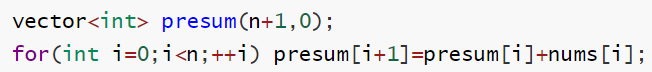 vector<int> presum(n+1,0);
for(int i=0;i<n;++i) presum[i+1]=presum[i]+nums[i];